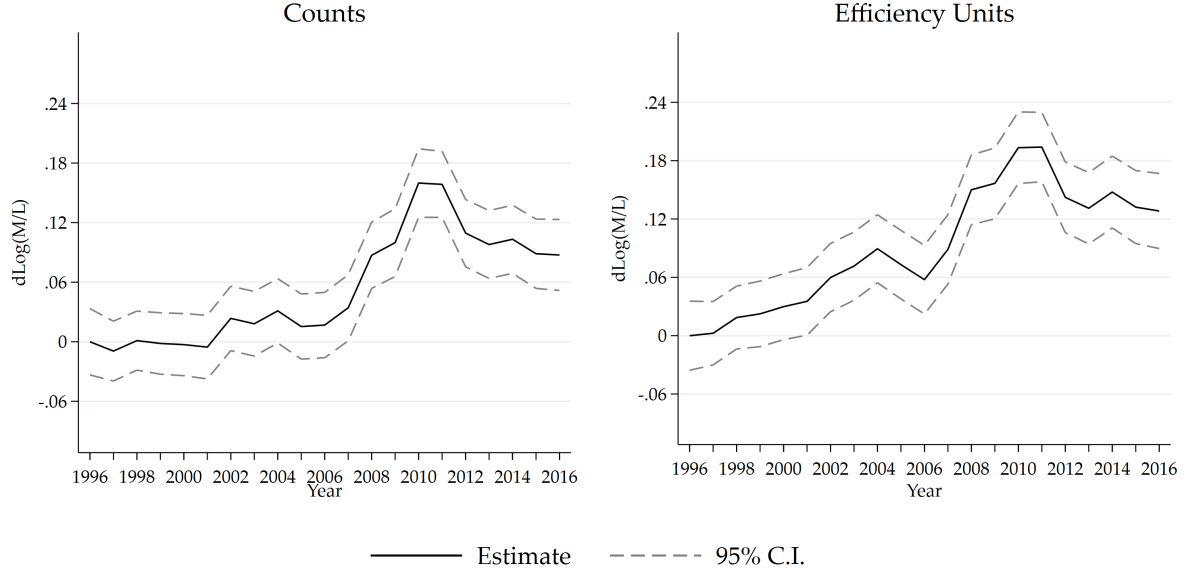 Counts
dLog(M/L)
.24
.18
.12
.06
0
-.06
1996 1998 2000 2002 2004 2006 2008 2010 2012 2014 2016
Year
Efficiency Units
dLog(M/L)
.24
.18
.12
.06
0
-.06
1996 1998 2000 2002 2004 2006 2008 2010 2012 2014 2016
Year
Estimate 95% C.I.